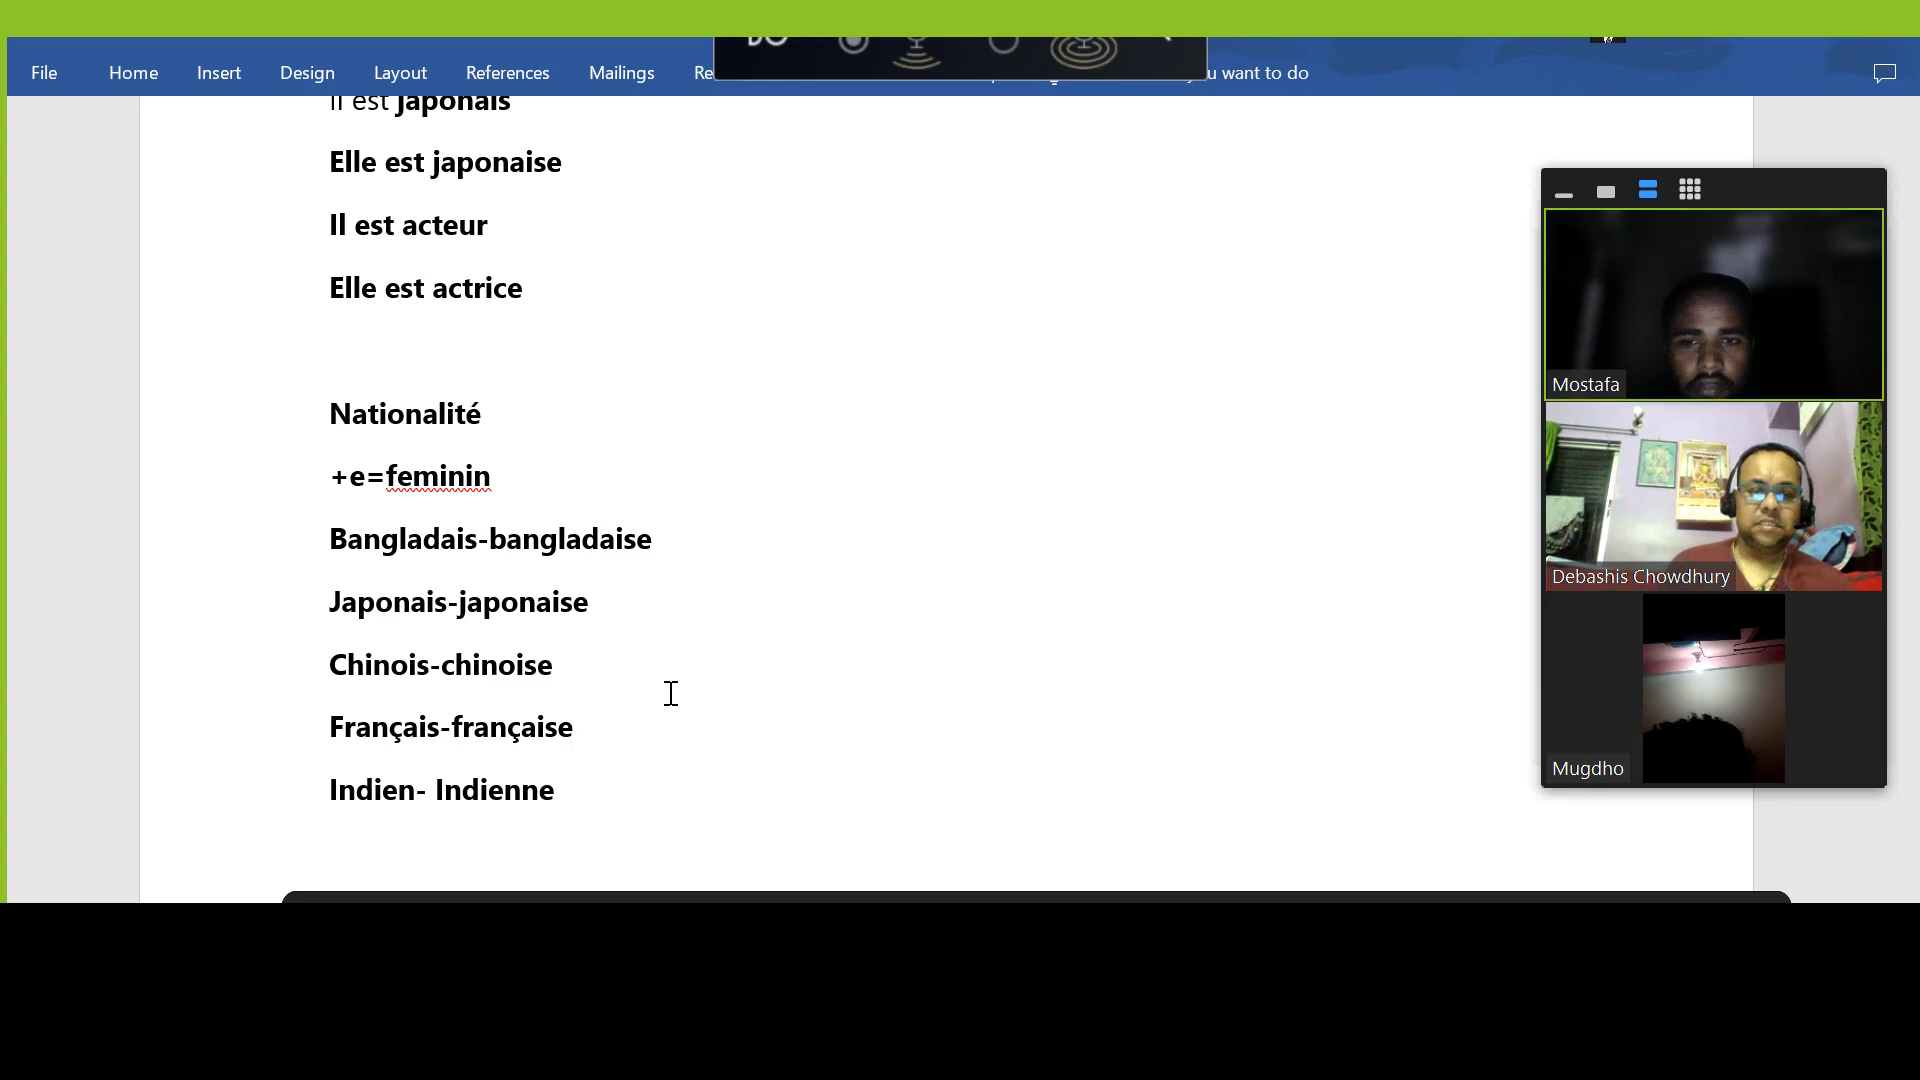 File Home Insert Design Layout References Mailings u want to do
Il est japonais
Elle est japonaise
Il est acteur
Elle est actrice
Nationalité
+e=feminin
Bangladais-bangladaise
Japonais-japonaise
Chinois-chinoise
Français-française
Indien- Indienne
Mostafa
Debashis Chowdhury
Mugdho